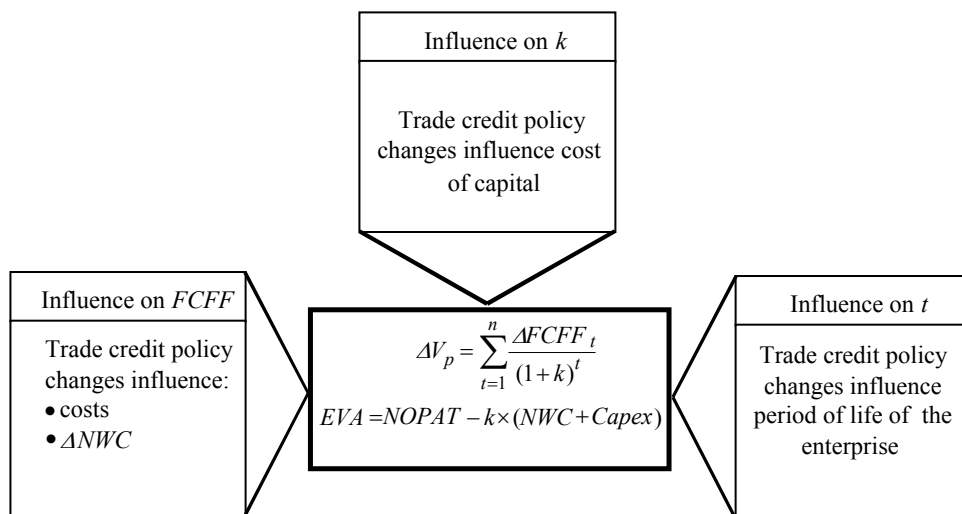 Influence on k
Trade credit policy
changes influence cost
of capital
Influence on FCFF
Trade credit policy
changes influence:
• costs
• ΔNWC
ΔV_p = \sum_{t=1}^{n} \frac{ΔFCFF_t}{(1+k)^t}
EVA = NOPAT − k × (NWC + Capex)
Influence on t
Trade credit policy
changes influence
period of life of the
enterprise